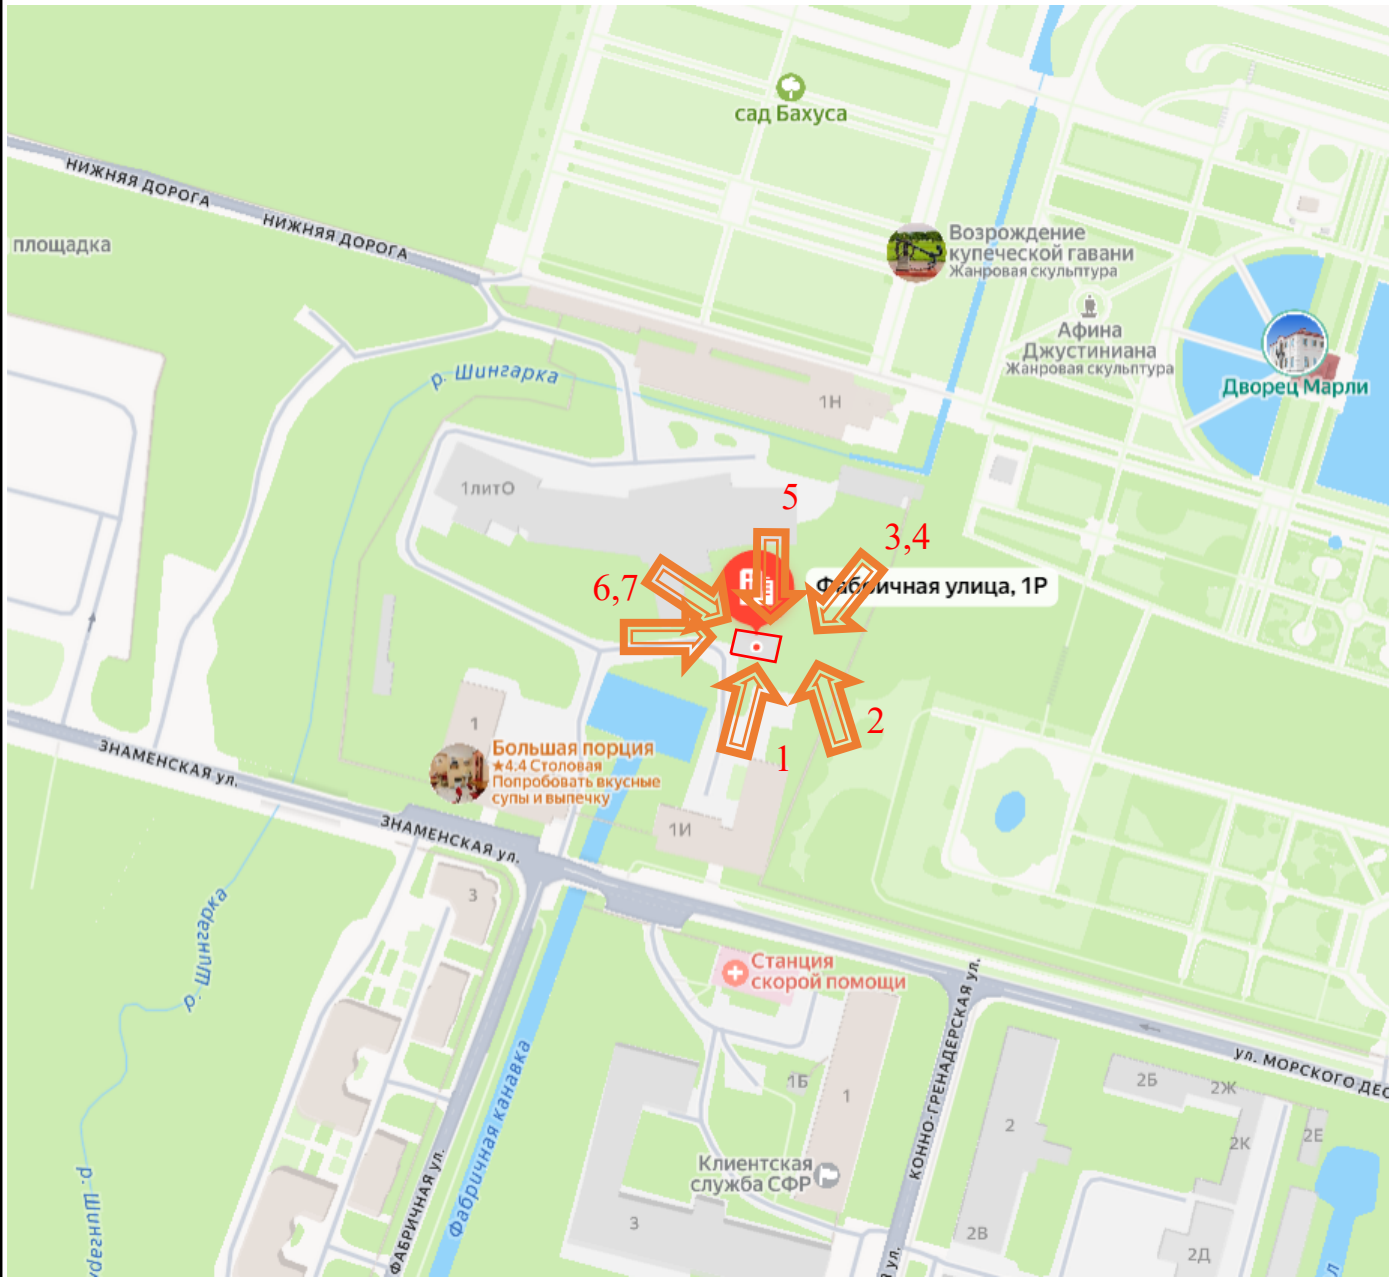 сад Бахуса
НИЖНЯЯ ДОРОГА
НИЖНЯЯ ДОРОГА
площадка
Возрождение
купеческой гавани
Жанровая скульптура
Афина
Джустиниана
Жанровая скульптура
Дворец Марли
р. Шингарка
1Н
1литО
5
3,4
6,7
Фабричная улица, 1Р
1
2
1
ЗНАМЕНСКАЯ ул.
Большая порция
★4.4 Столовая
Попробовать вкусные
супы и выпечку
ЗНАМЕНСКАЯ ул.
1И
3
р. Шингарка
Станция
скорой помощи
КОННО-ГРЕНАДЕРСКАЯ ул.
ул. МОРСКОГО ДЕС
1Б
1
2
2Б
2Ж
2К
2Е
Фабричная канавка
ФАБРИЧНАЯ ул.
Клиентская
служба СФР
3
2В
2Д
р. Шингар
Я ул.
л